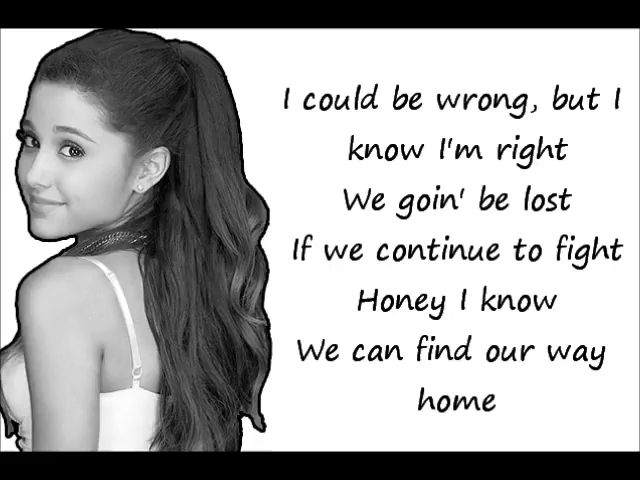 I could be wrong, but I
know I'm right
We goin' be lost
If we continue to fight
Honey I know
We can find our way
home